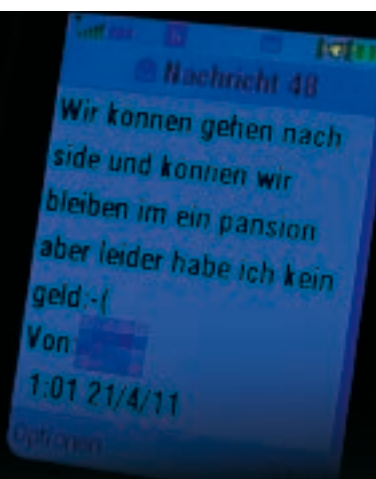 Nachricht 48
Wir konnen gehen nach
side und konnen wir
bleiben im ein pansion
aber leider habe ich kein
geld:-(
Von
1:01 21/4/11
Optionen